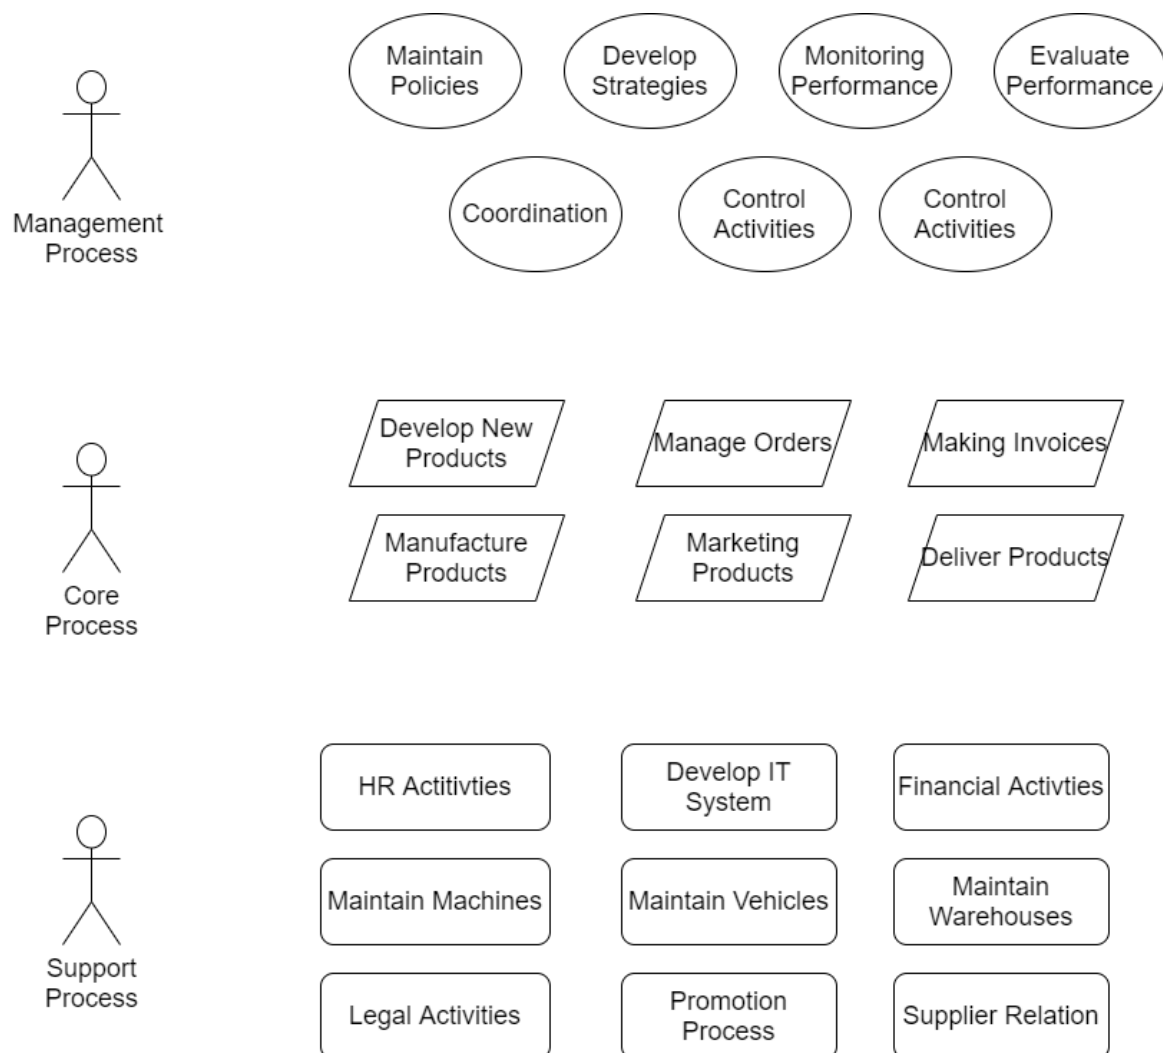 Maintain
Policies
Develop
Strategies
Monitoring
Performance
Evaluate
Performance
Management
Process
Coordination
Control
Activities
Control
Activities
Develop New
Products
Manage Orders
Making Invoices
Core
Process
Manufacture
Products
Marketing
Products
Deliver Products
HR Actitivties
Develop IT
System
Financial Activties
Support
Process
Maintain Machines
Maintain Vehicles
Maintain
Warehouses
Legal Activities
Promotion
Process
Supplier Relation